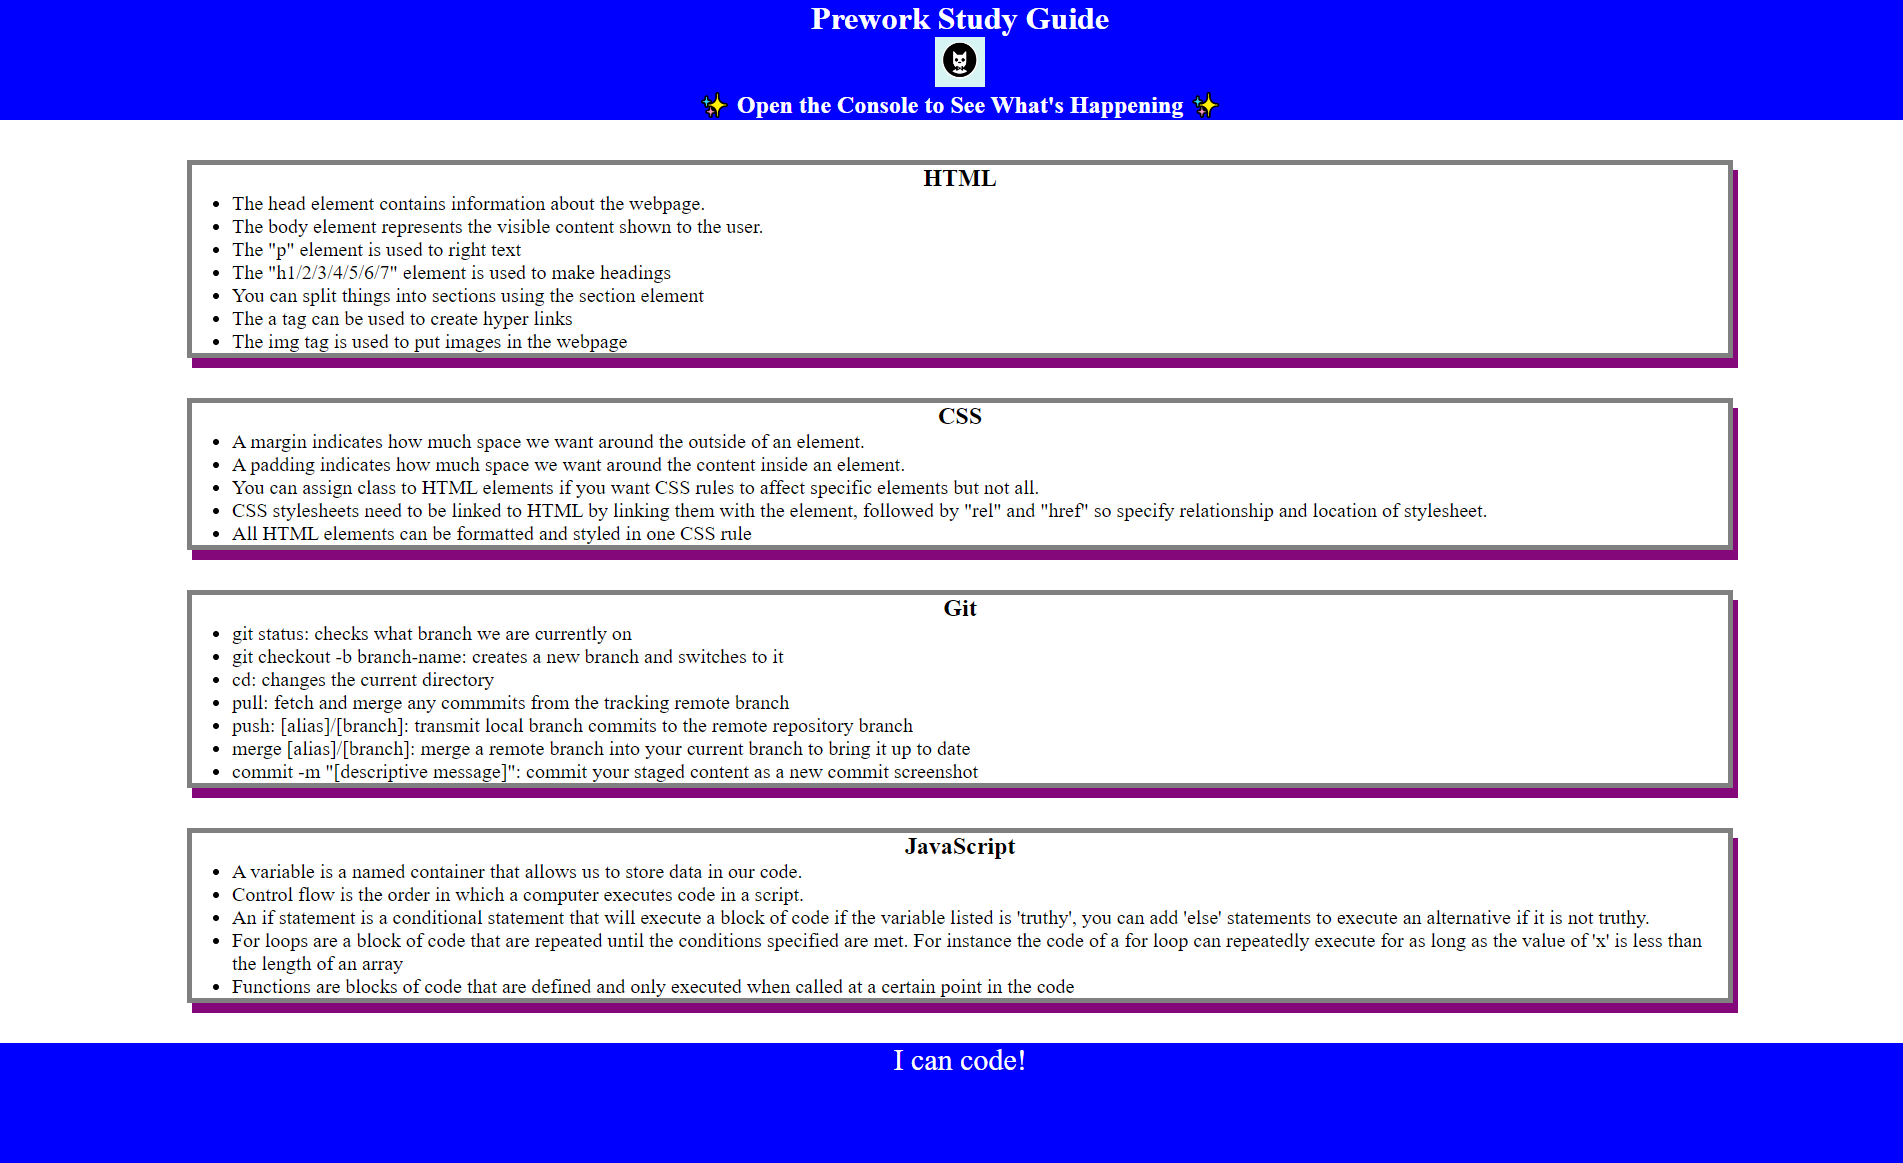 Prework Study Guide
✨ Open the Console to See What's Happening ✨
HTML
• The head element contains information about the webpage.
• The body element represents the visible content shown to the user.
• The "p" element is used to right text
• The "h1/2/3/4/5/6/7" element is used to make headings
• You can split things into sections using the section element
• The a tag can be used to create hyper links
• The img tag is used to put images in the webpage
CSS
• A margin indicates how much space we want around the outside of an element.
• A padding indicates how much space we want around the content inside an element.
• You can assign class to HTML elements if you want CSS rules to affect specific elements but not all.
• CSS stylesheets need to be linked to HTML by linking them with the element, followed by "rel" and "href" so specify relationship and location of stylesheet.
• All HTML elements can be formatted and styled in one CSS rule
Git
• git status: checks what branch we are currently on
• git checkout -b branch-name: creates a new branch and switches to it
• cd: changes the current directory
• pull: fetch and merge any commmits from the tracking remote branch
• push: [alias]/[branch]: transmit local branch commits to the remote repository branch
• merge [alias]/[branch]: merge a remote branch into your current branch to bring it up to date
• commit -m "[descriptive message]": commit your staged content as a new commit screenshot
JavaScript
• A variable is a named container that allows us to store data in our code.
• Control flow is the order in which a computer executes code in a script.
• An if statement is a conditional statement that will execute a block of code if the variable listed is 'truthy', you can add 'else' statements to execute an alternative if it is not truthy.
• For loops are a block of code that are repeated until the conditions specified are met. For instance the code of a for loop can repeatedly execute for as long as the value of 'x' is less than
the length of an array
• Functions are blocks of code that are defined and only executed when called at a certain point in the code
I can code!